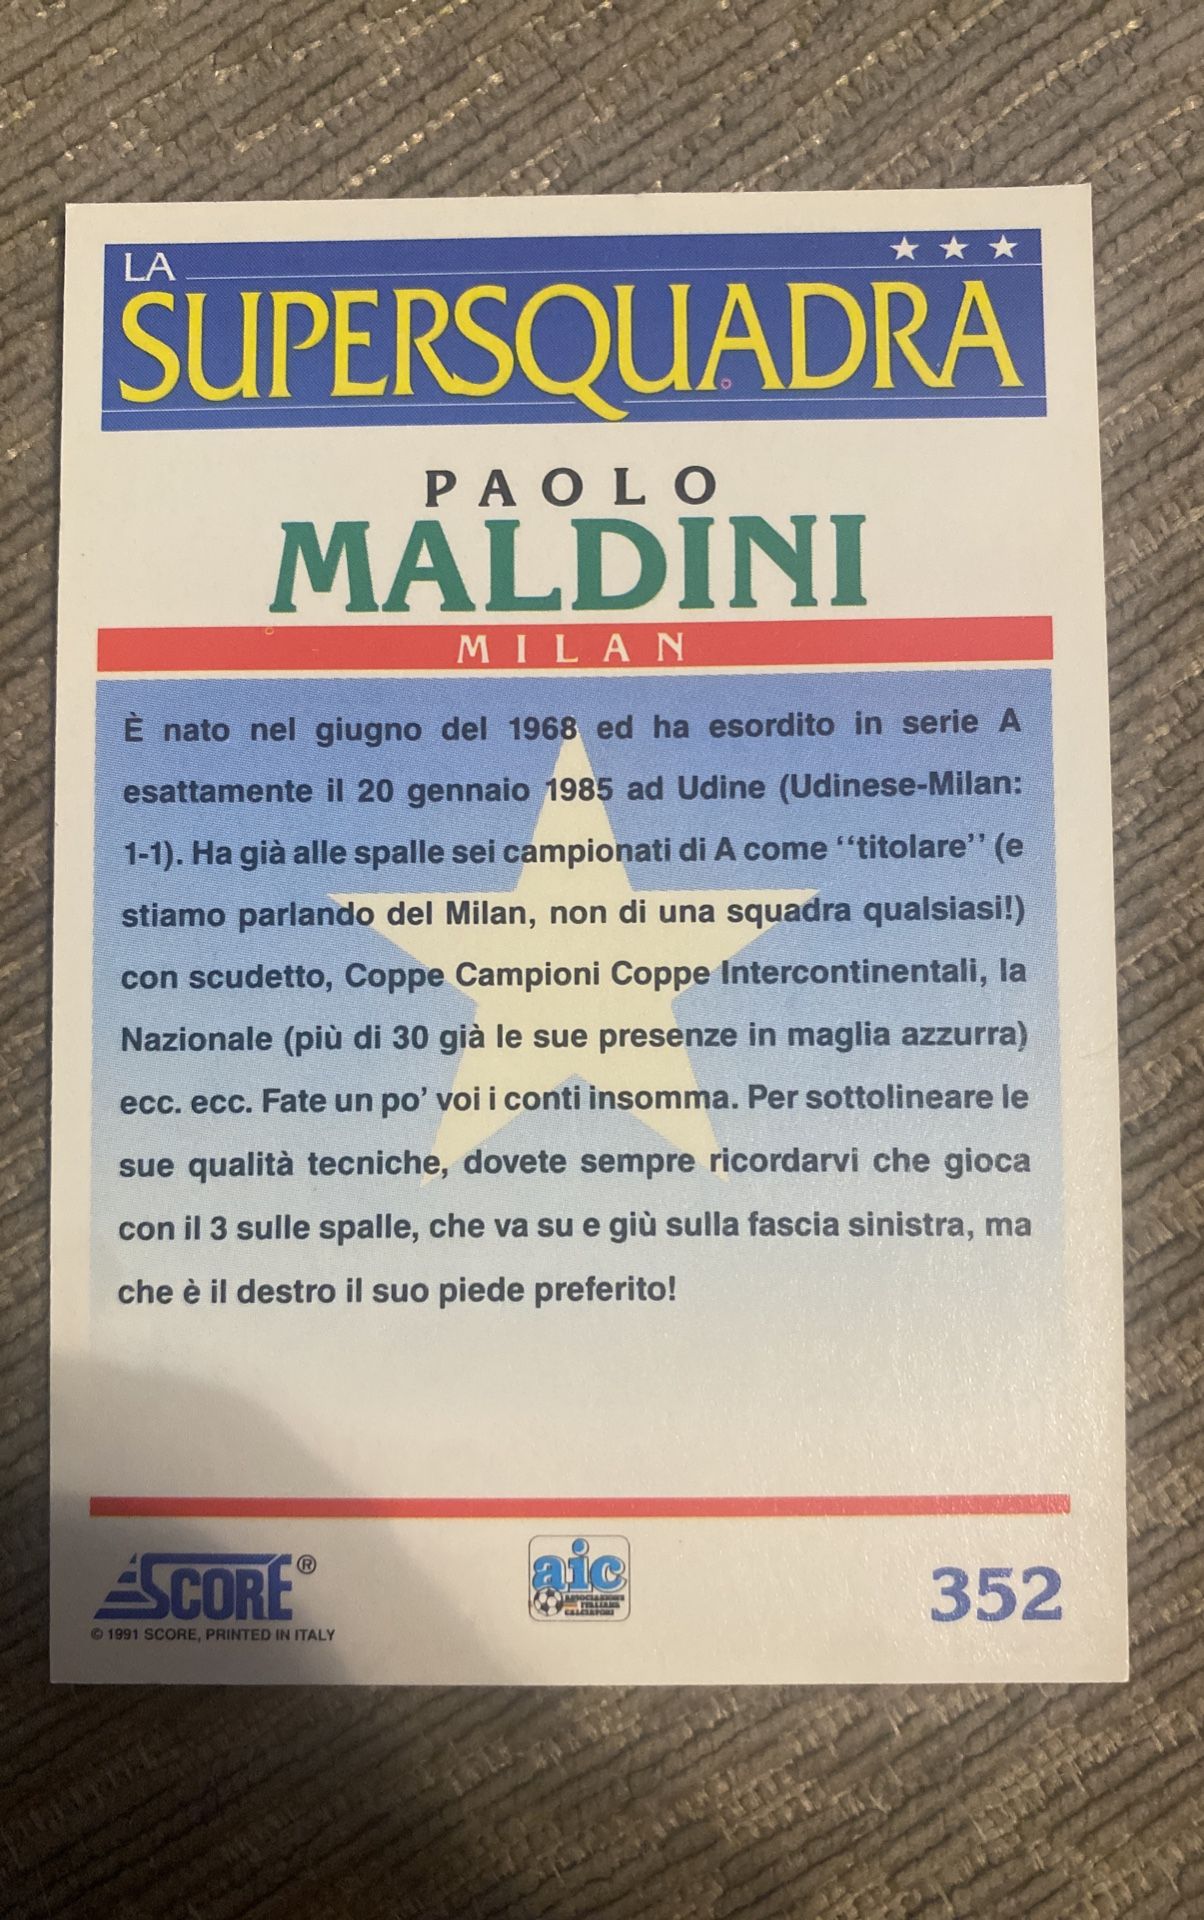 LA
SUPERSQUADRA
PAOLO
MALDINI
MILAN
È nato nel giugno del 1968 ed ha esordito in serie A
esattamente il 20 gennaio 1985 ad Udine (Udinese-Milan:
1-1). Ha già alle spalle sei campionati di A come ‘‘titolare’’ (e
stiamo parlando del Milan, non di una squadra qualsiasi!)
con scudetto, Coppe Campioni Coppe Intercontinentali, la
Nazionale (più di 30 già le sue presenze in maglia azzurra)
ecc. ecc. Fate un po’ voi i conti insomma. Per sottolineare le
sue qualità tecniche, dovete sempre ricordarvi che gioca
con il 3 sulle spalle, che va su e giù sulla fascia sinistra, ma
che è il destro il suo piede preferito!
SCORE®
© 1991 SCORE, PRINTED IN ITALY
aic
ASSOCIAZIONE
ITALIANA
CALCIATORI
352